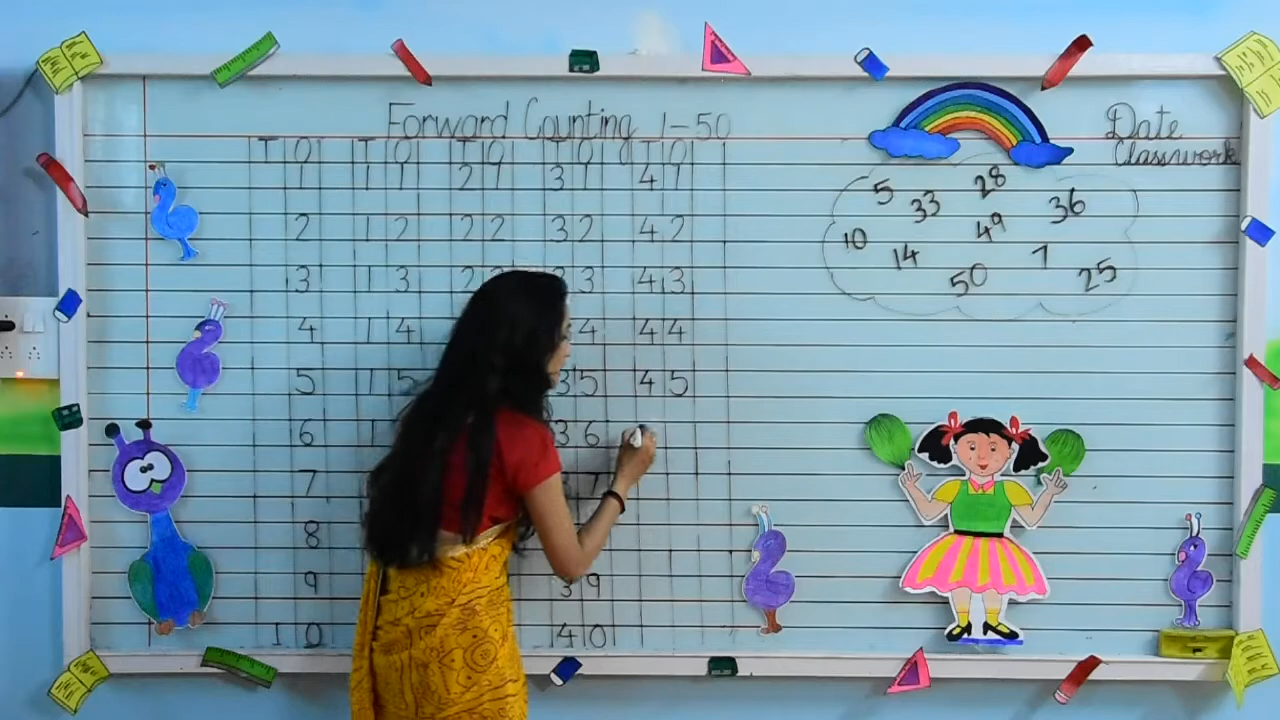 Forward Counting 1-50
Date
Classwork
T O T O T O T O T O
1 1 1 2 1 3 1 4 1
2 1 2 2 2 3 2 4 2
3 1 3 2 3 3 4 3
4 1 4 4 4 4
5 1 5 3 5 4 5
6 1 3 6
7 7
8
9 3 9
1 0 4 0
5 33 28 36
10 14 49 7 25
50